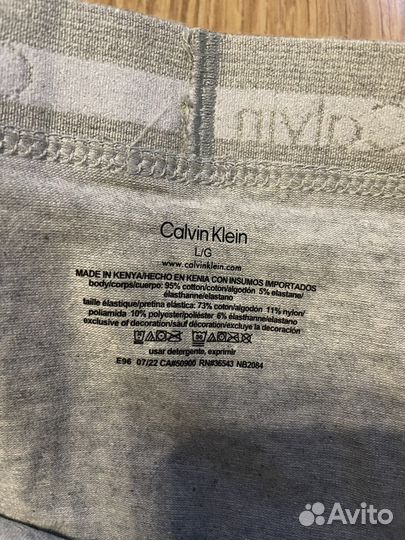 Calvin
Calvin Klein
L/G
www.calvinklein.com
MADE IN KENYA/HECHO EN KENIA CON INSUMOS IMPORTADOS
body/corps/cuerpo: 95% cotton/coton/algodón 5% elastane/
élasthanne/elastano
taille élastique/pretina elástica: 73% coton/algodón 11% nylon/
poliamida 10% polyester/poliéster 6% élasthanne/elastano
exclusive of decoration/sauf décoration/excluye la decoración
usar detergente, exprimir
E96 07/22 CA#50900 RN#36543 NB2084
Avito